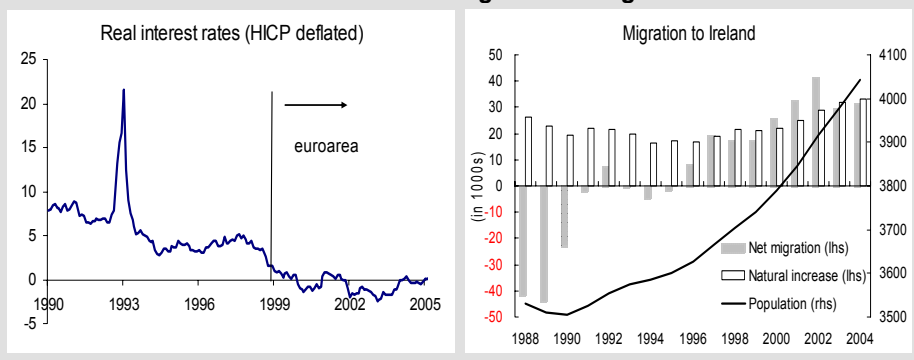 Real interest rates (HICP deflated)
25
20
15
10
5
0
-5
1990 1993 1996 1999 2002 2005
euroarea
Migration to Ireland
(in 1000s)
50
40
30
20
10
0
-10
-20
-30
-40
-50
4100
4000
3900
3800
3700
3600
3500
Net migration (lhs)
Natural increase (lhs)
Population (rhs)
1988 1990 1992 1994 1996 1998 2000 2002 2004